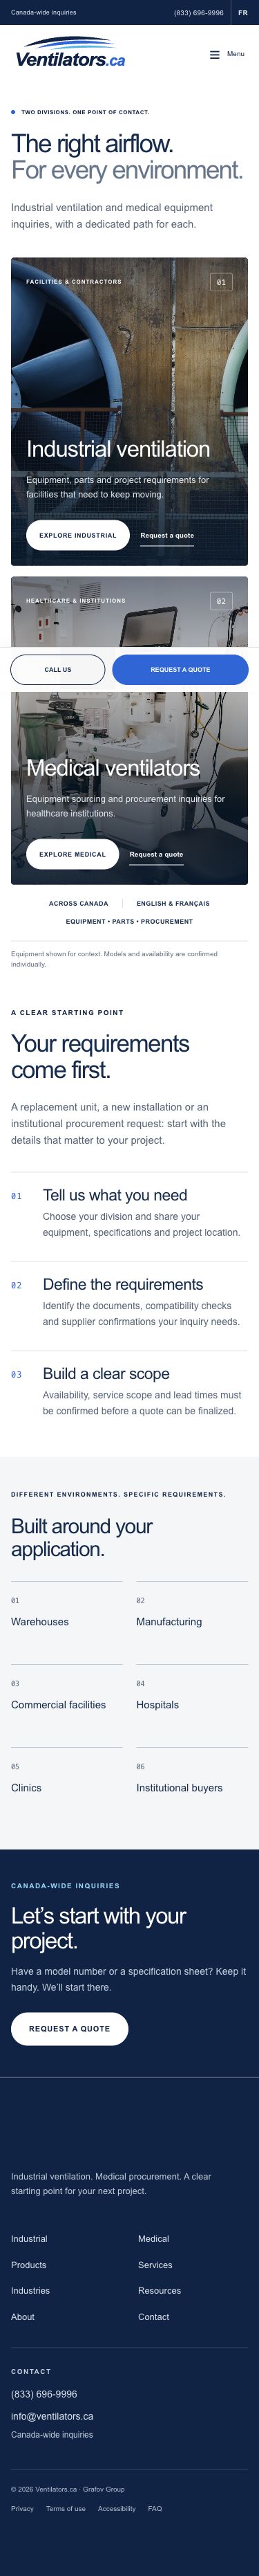 Canada-wide inquiries
(833) 696-9996
FR
Ventilators.ca
Menu
TWO DIVISIONS. ONE POINT OF CONTACT.
The right airflow.
For every environment.
Industrial ventilation and medical equipment
inquiries, with a dedicated path for each.
FACILITIES & CONTRACTORS
01
Industrial ventilation
Equipment, parts and project requirements for
facilities that need to keep moving.
EXPLORE INDUSTRIAL
Request a quote
HEALTHCARE & INSTITUTIONS
02
CALL US
REQUEST A QUOTE
Medical ventilators
Equipment sourcing and procurement inquiries for
healthcare institutions.
EXPLORE MEDICAL
Request a quote
ACROSS CANADA
ENGLISH & FRANÇAIS
EQUIPMENT • PARTS • PROCUREMENT
Equipment shown for context. Models and availability are confirmed
individually.
A CLEAR STARTING POINT
Your requirements
come first.
A replacement unit, a new installation or an
institutional procurement request: start with the
details that matter to your project.
01
Tell us what you need
Choose your division and share your
equipment, specifications and project location.
02
Define the requirements
Identify the documents, compatibility checks
and supplier confirmations your inquiry needs.
03
Build a clear scope
Availability, service scope and lead times must
be confirmed before a quote can be finalized.
DIFFERENT ENVIRONMENTS. SPECIFIC REQUIREMENTS.
Built around your
application.
01
Warehouses
02
Manufacturing
03
Commercial facilities
04
Hospitals
05
Clinics
06
Institutional buyers
CANADA-WIDE INQUIRIES
Let’s start with your
project.
Have a model number or a specification sheet? Keep it
handy. We’ll start there.
REQUEST A QUOTE
Industrial ventilation. Medical procurement. A clear
starting point for your next project.
Industrial
Medical
Products
Services
Industries
Resources
About
Contact
CONTACT
(833) 696-9996
info@ventilators.ca
Canada-wide inquiries
© 2026 Ventilators.ca · Grafov Group
Privacy
Terms of use
Accessibility
FAQ